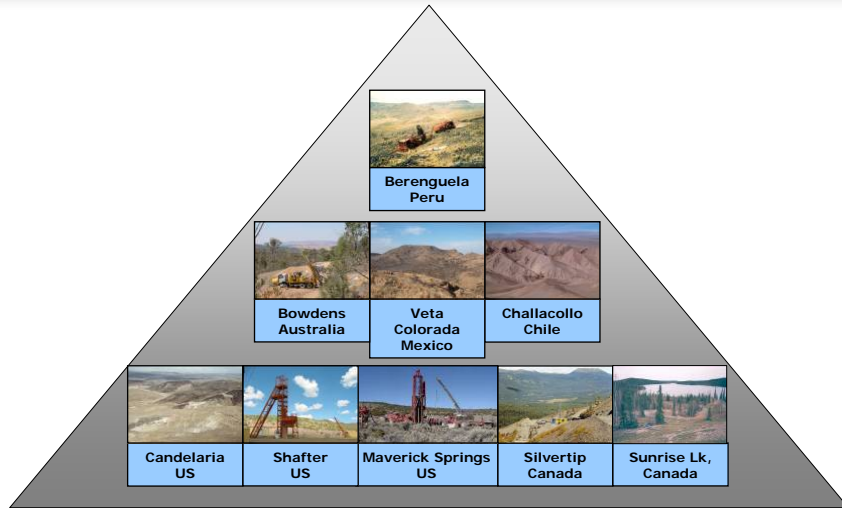 Berenguela
Peru
Bowdens
Australia
Veta
Colorada
Mexico
Challacollo
Chile
Candelaria
US
Shafter
US
Maverick Springs
US
Silvertip
Canada
Sunrise Lk,
Canada